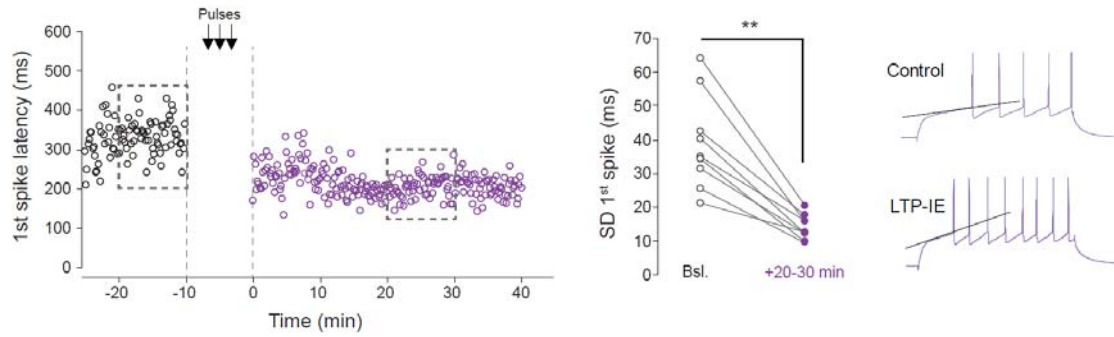 Pulses
1st spike latency (ms)
600
500
400
300
200
100
0
-20
-10
0
10
20
30
40
Time (min)
**
SD 1st spike (ms)
70
60
50
40
30
20
10
0
Bsl.
+20-30 min
Control
LTP-IE